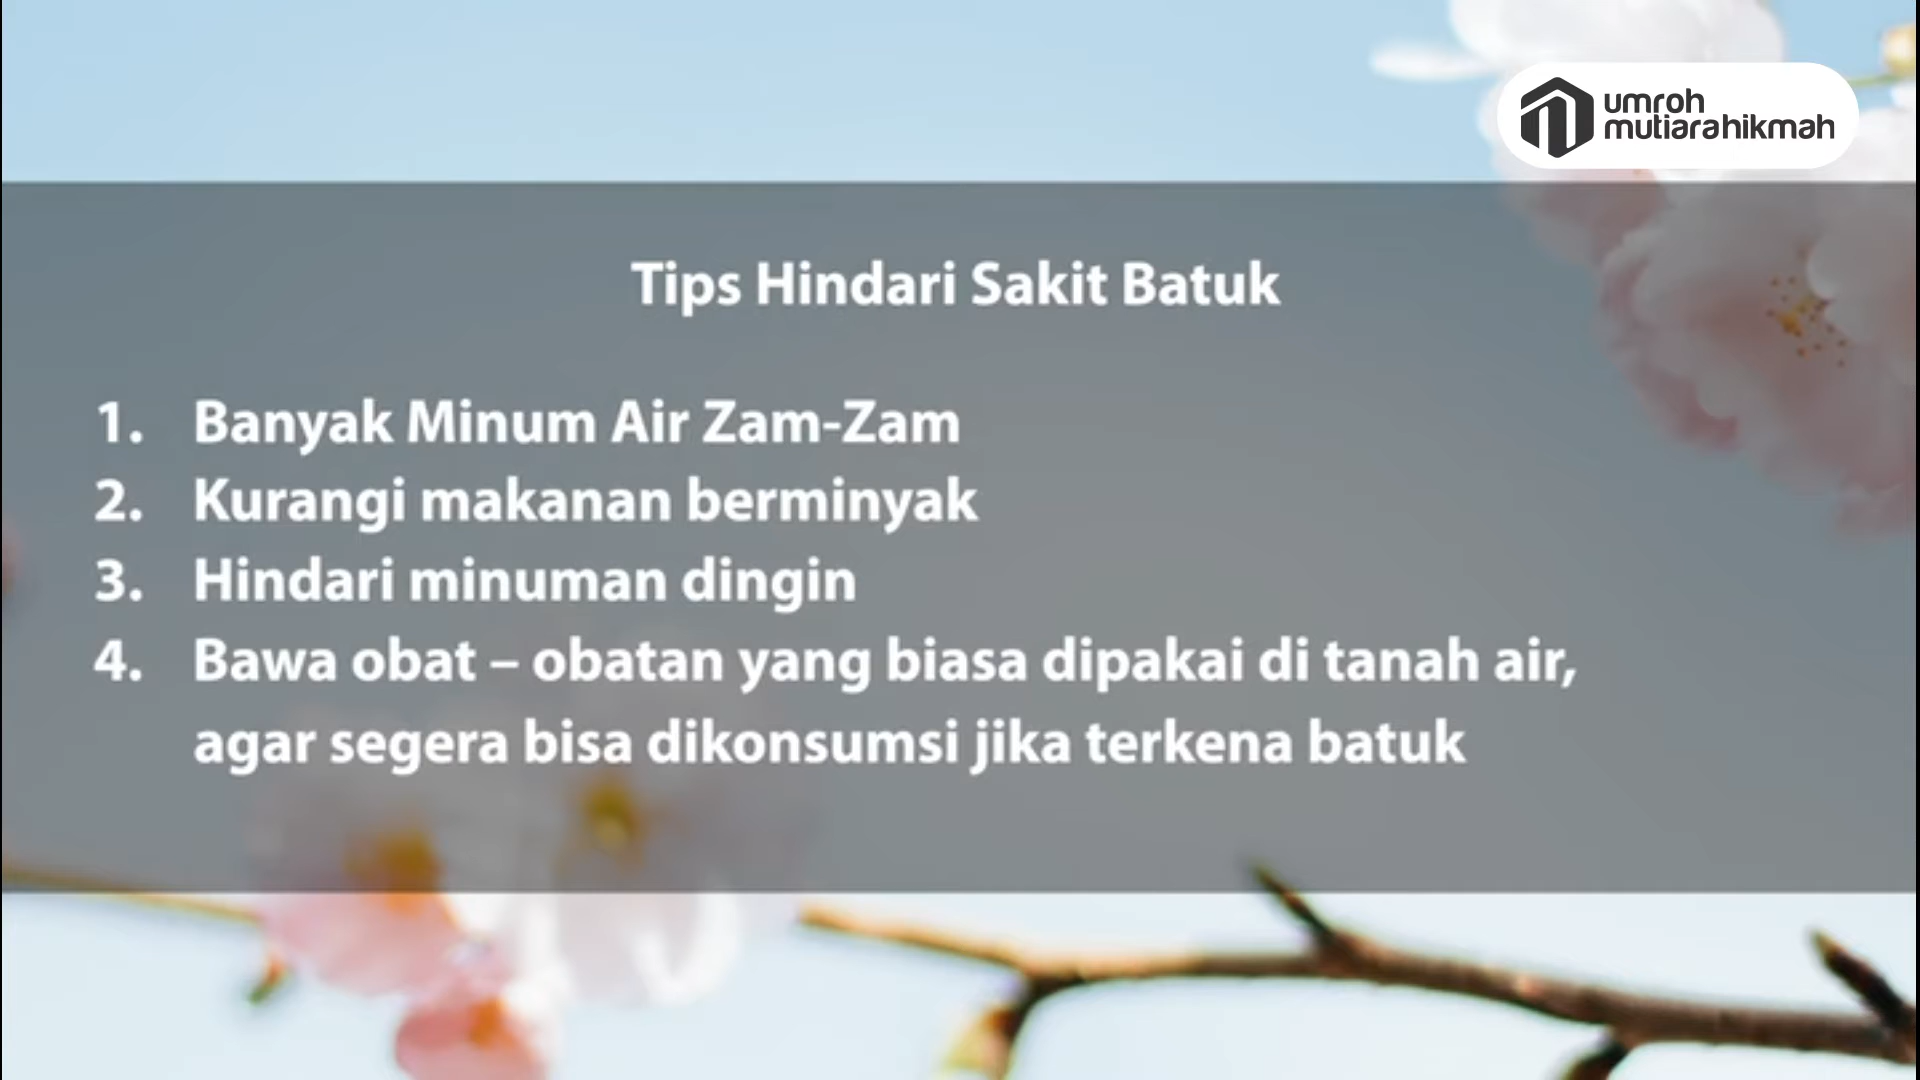 umroh
mutiarahikmah
Tips Hindari Sakit Batuk
1. Banyak Minum Air Zam-Zam
2. Kurangi makanan berminyak
3. Hindari minuman dingin
4. Bawa obat – obatan yang biasa dipakai di tanah air,
agar segera bisa dikonsumsi jika terkena batuk